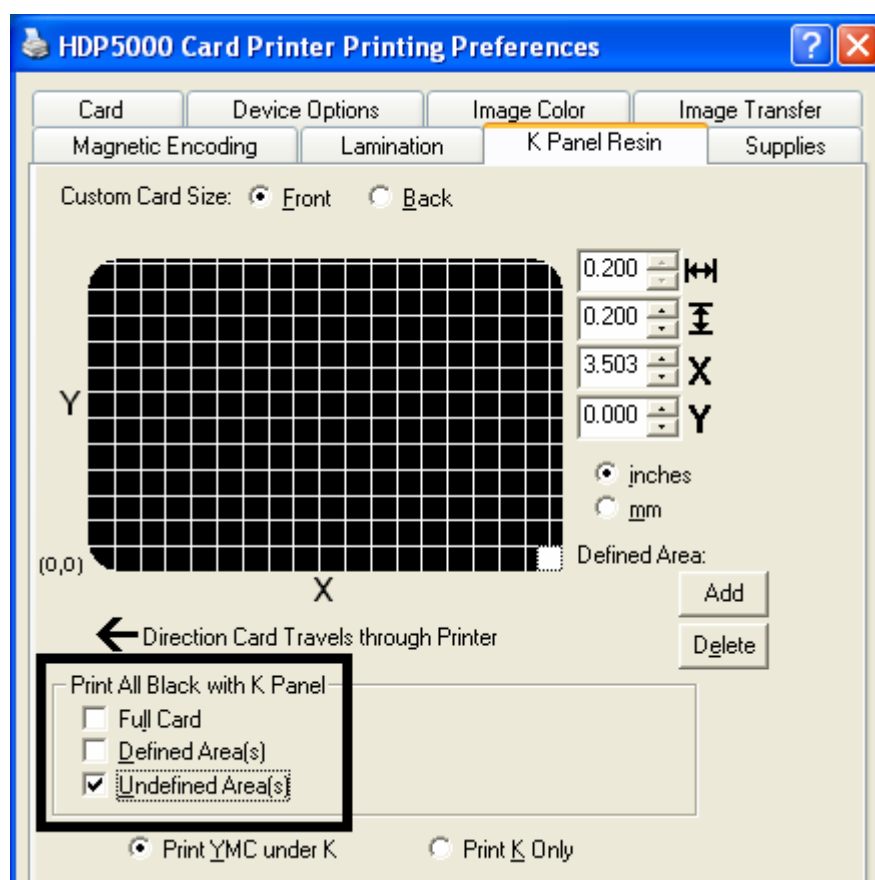 HDP5000 Card Printer Printing Preferences
Card Device Options Image Color Image Transfer
Magnetic Encoding Lamination K Panel Resin Supplies
Custom Card Size: Front Back
0.200
0.200
3.503 X
0.000 Y
Y
inches
mm
(0,0)
Defined Area:
X
Add
Direction Card Travels through Printer
Delete
Print All Black with K Panel
Full Card
Defined Area(s)
Undefined Area(s)
Print YMC under K Print K Only